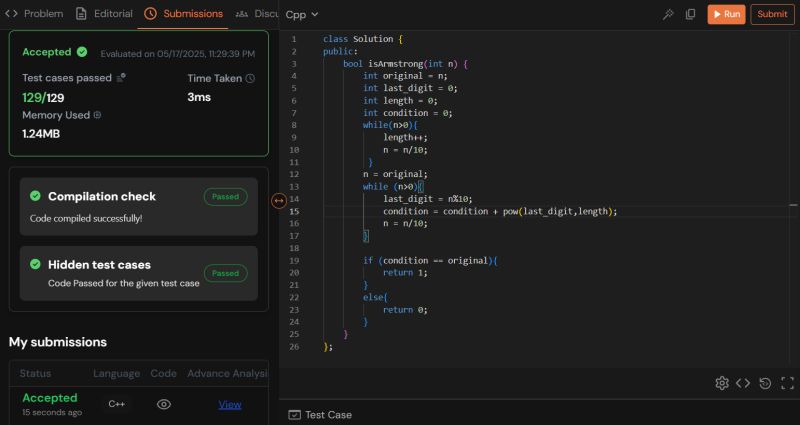 Problem Editorial Submissions Discu
Accepted Evaluated on 05/17/2025, 11:29:39 PM
Test cases passed Time Taken
129/129 3ms
Memory Used
1.24MB
Compilation check Passed
Code compiled successfully!
Hidden test cases Passed
Code Passed for the given test case
My submissions
Status Language Code Advance Analysi
Accepted C++ View
15 seconds ago
Cpp Run Submit
1 class Solution {
2 public:
3 bool isArmstrong(int n) {
4 int original = n;
5 int last_digit = 0;
6 int length = 0;
7 int condition = 0;
8 while(n>0){
9 length++;
10 n = n/10;
11 }
12 n = original;
13 while (n>0){
14 last_digit = n%10;
15 condition = condition + pow(last_digit,length);
16 n = n/10;
17 }
18
19 if (condition == original){
20 return 1;
21 }
22 else{
23 return 0;
24 }
25 }
26 };
Test Case